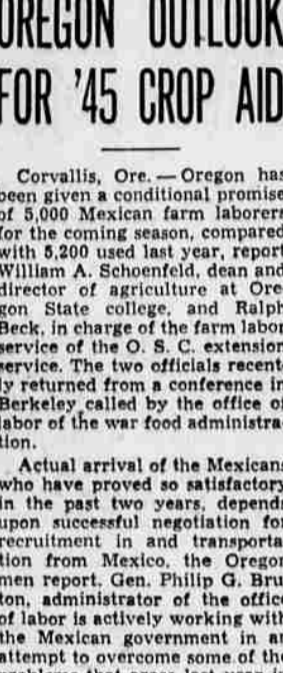 OREGON OUTLOOK
FOR '45 CROP AID
Corvallis, Ore. — Oregon has
been given a conditional promise
of 5,000 Mexican farm laborers
for the coming season, compared
with 5,200 used last year, report
William A. Schoenfeld, dean and
director of agriculture at Ore-
gon State college, and Ralph
Beck, in charge of the farm labor
service of the O. S. C. extension
service. The two officials recent-
ly returned from a conference in
Berkeley called by the office of
labor of the war food administra-
tion.
Actual arrival of the Mexicans
who have proved so satisfactory
in the past two years, depends
upon successful negotiation for
recruitment in and transporta-
tion from Mexico, the Oregon
men report. Gen. Philip G. Bru-
ton, administrator of the office
of labor is actively working with
the Mexican government in an
attempt to overcome some of the